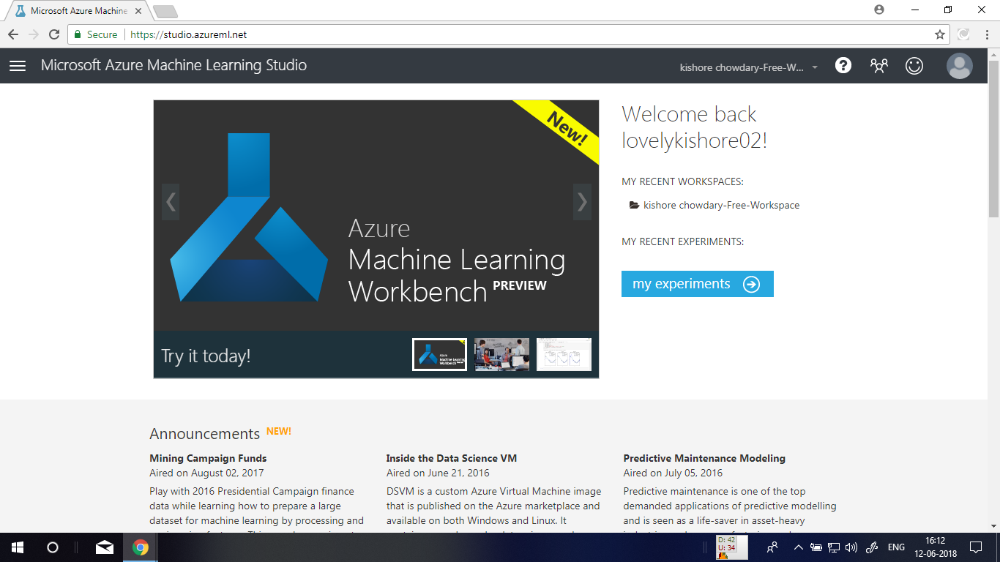 Microsoft Azure Machine
Secure
https://studio.azureml.net
Microsoft Azure Machine Learning Studio
kishore chowdary-Free-W...
?
New!
Azure
Machine Learning
Workbench PREVIEW
Try it today!
Azure
Machine Learning
Workbench
Welcome back
lovelykishore02!
MY RECENT WORKSPACES:
kishore chowdary-Free-Workspace
MY RECENT EXPERIMENTS:
my experiments
Announcements NEW!
Mining Campaign Funds
Aired on August 02, 2017
Play with 2016 Presidential Campaign finance
data while learning how to prepare a large
dataset for machine learning by processing and
Inside the Data Science VM
Aired on June 21, 2016
DSVM is a custom Azure Virtual Machine image
that is published on the Azure marketplace and
available on both Windows and Linux. It
Predictive Maintenance Modeling
Aired on July 05, 2016
Predictive maintenance is one of the top
demanded applications of predictive modelling
and is seen as a life-saver in asset-heavy
D: 42
U: 34
ENG
16:12
12-06-2018